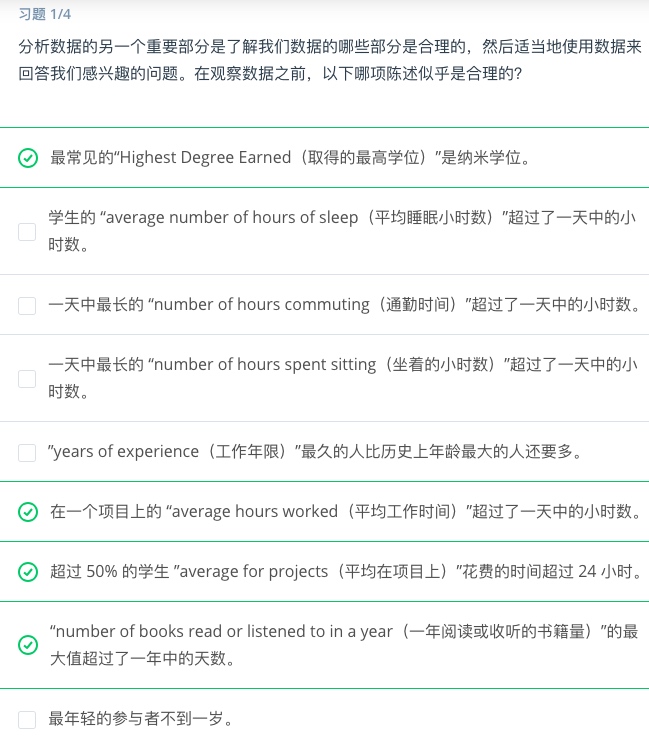 习题 1/4
分析数据的另一个重要部分是了解我们数据的哪些部分是合理的，然后适当地使用数据来
回答我们感兴趣的问题。在观察数据之前，以下哪项陈述似乎是合理的?
最常见的“Highest Degree Earned（取得的最高学位）”是纳米学位。
学生的 “average number of hours of sleep（平均睡眠小时数）”超过了一天中的小
时数。
一天中最长的 “number of hours commuting（通勤时间）”超过了一天中的小时数。
一天中最长的 “number of hours spent sitting（坐着的小时数）”超过了一天中的小
时数。
”years of experience（工作年限）”最久的人比历史上年龄最大的人还要多。
在一个项目上的 “average hours worked（平均工作时间）”超过了一天中的小时数。
超过 50% 的学生 ”average for projects（平均在项目上）”花费的时间超过 24 小时。
“number of books read or listened to in a year（一年阅读或收听的书籍量）”的最
大值超过了一年中的天数。
最年轻的参与者不到一岁。